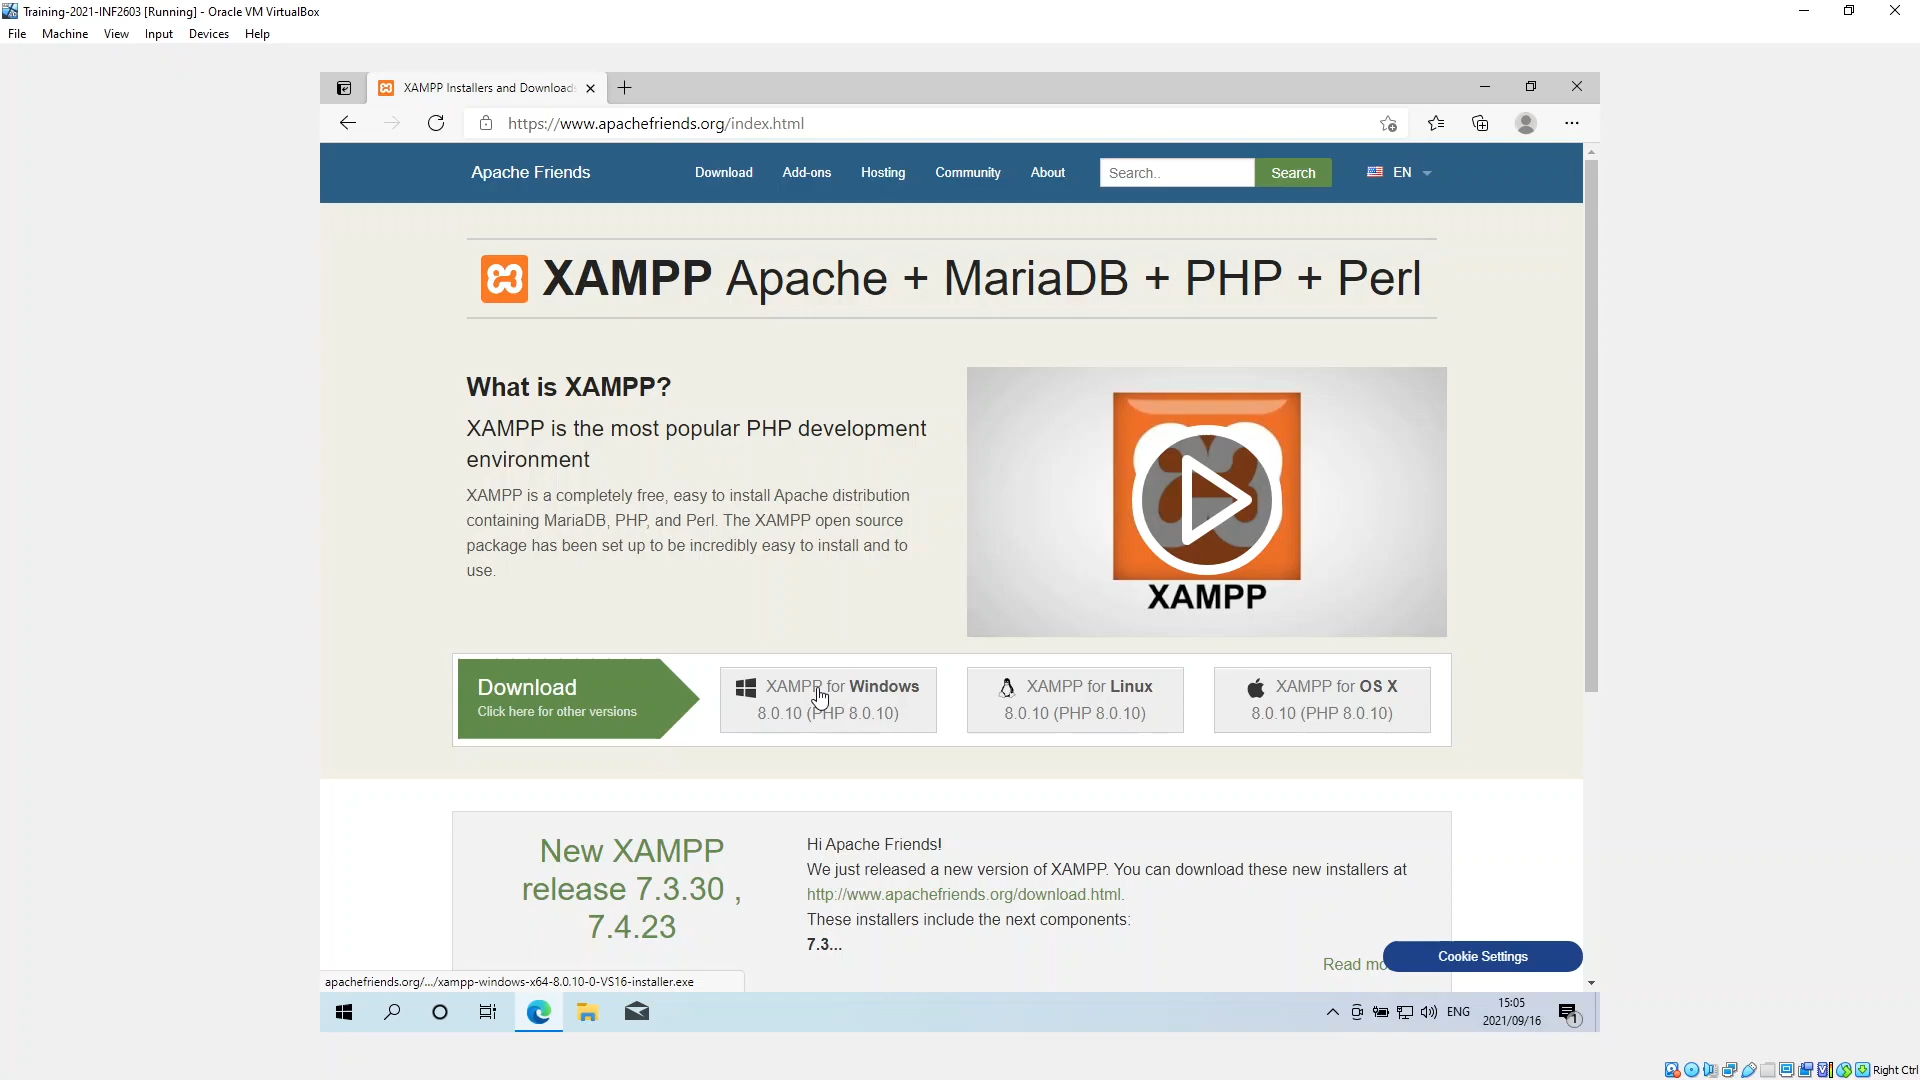 Training-2021-INF2603 [Running] - Oracle VM VirtualBox
File Machine View Input Devices Help
XAMPP Installers and Downloads
https://www.apachefriends.org/index.html
Apache Friends
Download Add-ons Hosting Community About Search.. Search EN
XAMPP Apache + MariaDB + PHP + Perl
What is XAMPP?
XAMPP is the most popular PHP development
environment
XAMPP is a completely free, easy to install Apache distribution
containing MariaDB, PHP, and Perl. The XAMPP open source
package has been set up to be incredibly easy to install and to
use.
XAMPP
Download
Click here for other versions
XAMPP for Windows
8.0.10 (PHP 8.0.10)
XAMPP for Linux
8.0.10 (PHP 8.0.10)
XAMPP for OS X
8.0.10 (PHP 8.0.10)
New XAMPP
release 7.3.30 ,
7.4.23
Hi Apache Friends!
We just released a new version of XAMPP. You can download these new installers at
http://www.apachefriends.org/download.html.
These installers include the next components:
7.3...
Read mo
Cookie Settings
apachefriends.org/.../xampp-windows-x64-8.0.10-0-VS16-installer.exe
ENG
15:05
2021/09/16
1
Right Ctrl